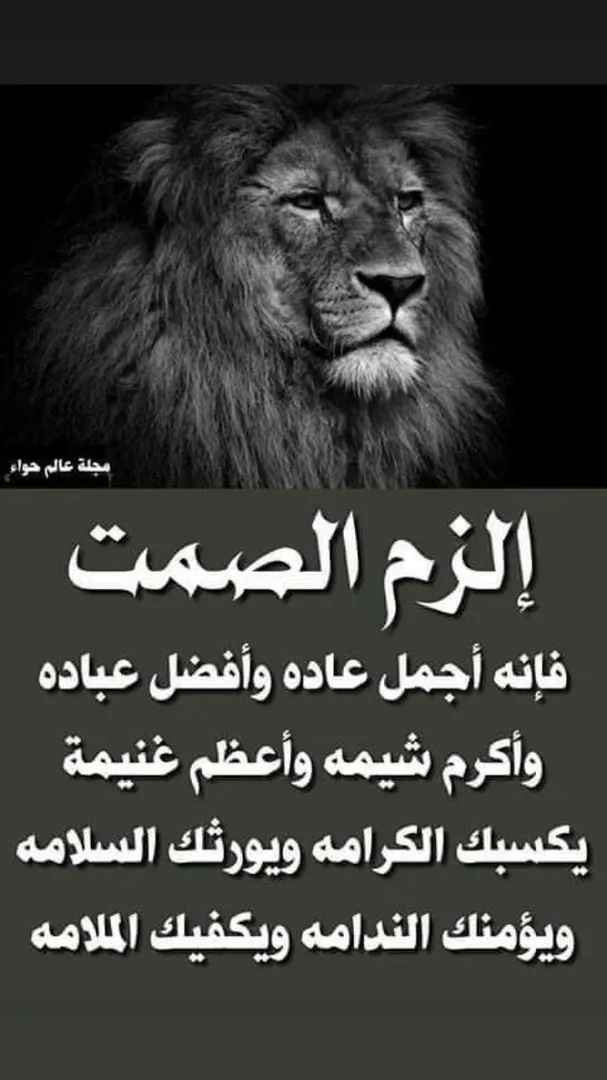 مجلة عالم حواء
إلزم الصمت
فإنه أجمل عاده وأفضل عباده
وأكرم شيمه وأعظم غنيمة
يكسبك الكرامه ويورثك السلامه
ويؤمنك الندامه ويكفيك الملامه